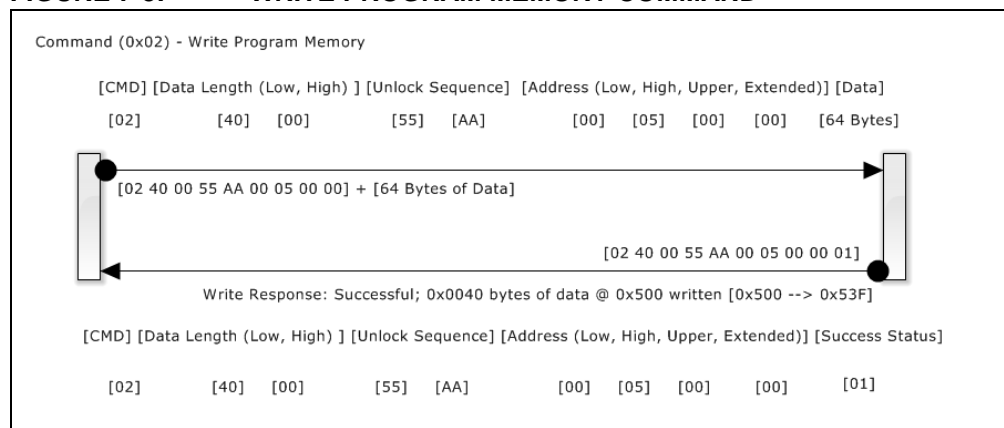 Command (0x02) - Write Program Memory
[CMD] [Data Length (Low, High) ] [Unlock Sequence] [Address (Low, High, Upper, Extended)] [Data]
[02] [40] [00] [55] [AA] [00] [05] [00] [00] [64 Bytes]
[02 40 00 55 AA 00 05 00 00] + [64 Bytes of Data]
[02 40 00 55 AA 00 05 00 00 01]
Write Response: Successful; 0x0040 bytes of data @ 0x500 written [0x500 --> 0x53F]
[CMD] [Data Length (Low, High) ] [Unlock Sequence] [Address (Low, High, Upper, Extended)] [Success Status]
[02] [40] [00] [55] [AA] [00] [05] [00] [00] [01]